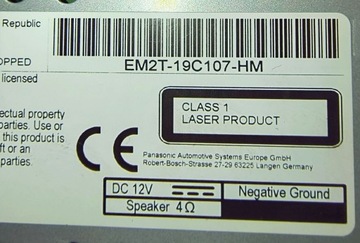 Republic
OPPED
licensed
ectual property
parties. Use or
this product is
ft or an
parties.
EM2T-19C107-HM
CLASS 1
LASER PRODUCT
CE
Panasonic Automotive Systems Europe GmbH
Robert-Bosch-Strasse 27-29 63225 Langen Germany
DC 12V
Negative Ground
Speaker 4Ω